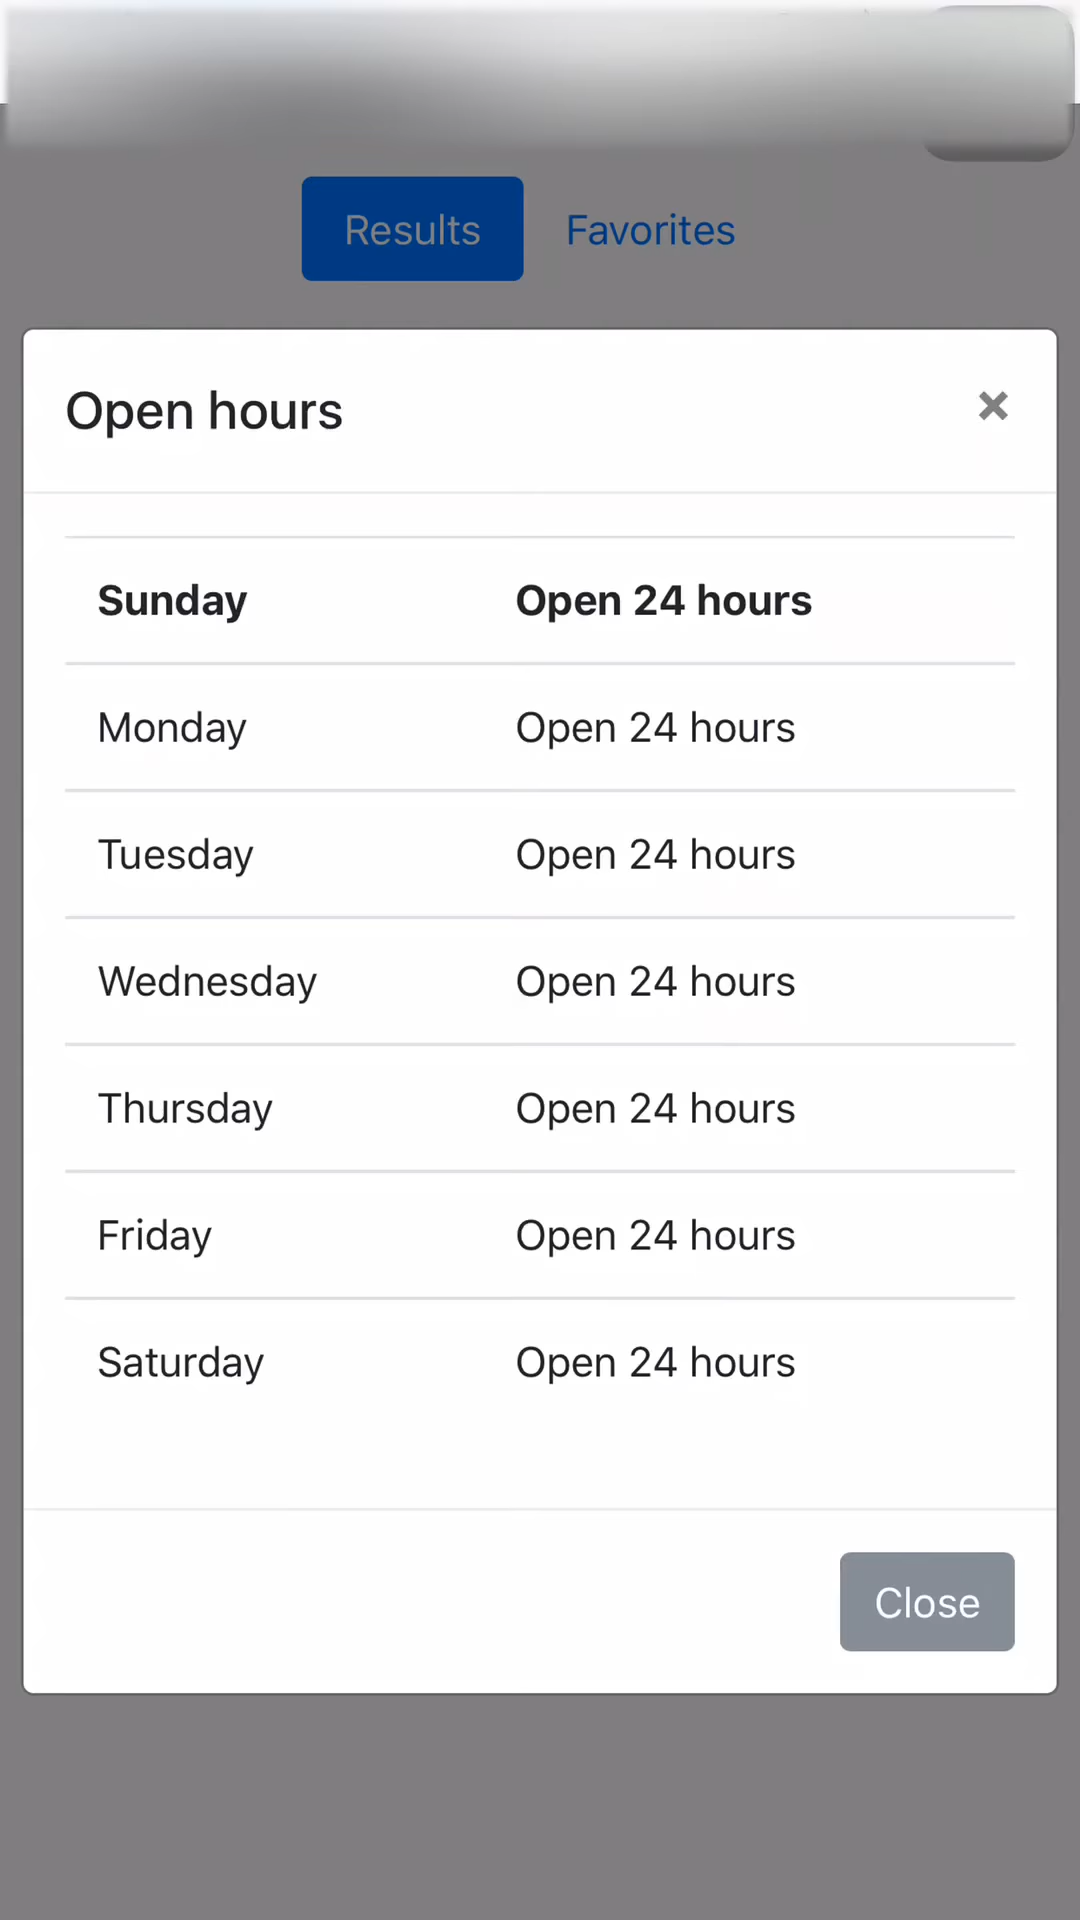 Results Favorites
Open hours ×
Sunday Open 24 hours
Monday Open 24 hours
Tuesday Open 24 hours
Wednesday Open 24 hours
Thursday Open 24 hours
Friday Open 24 hours
Saturday Open 24 hours
Close